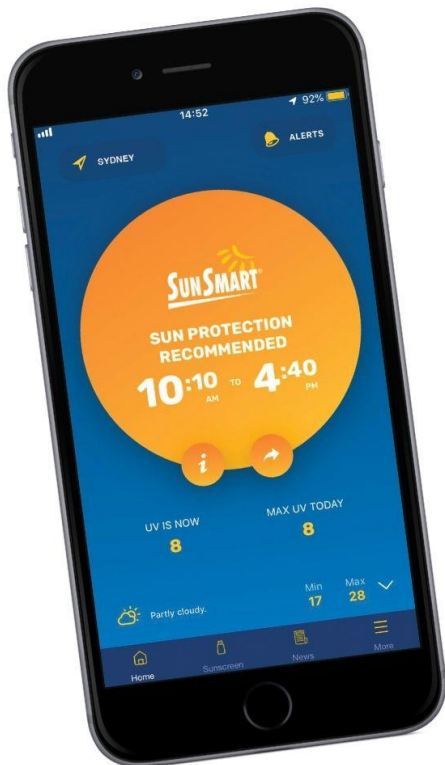 14:52
92%
SYDNEY
ALERTS
SunSmart®
SUN PROTECTION
RECOMMENDED
10:10 AM TO 4:40 PM
i
UV IS NOW
8
MAX UV TODAY
8
Partly cloudy.
Min
17
Max
28
Home
Sunscreen
News
More